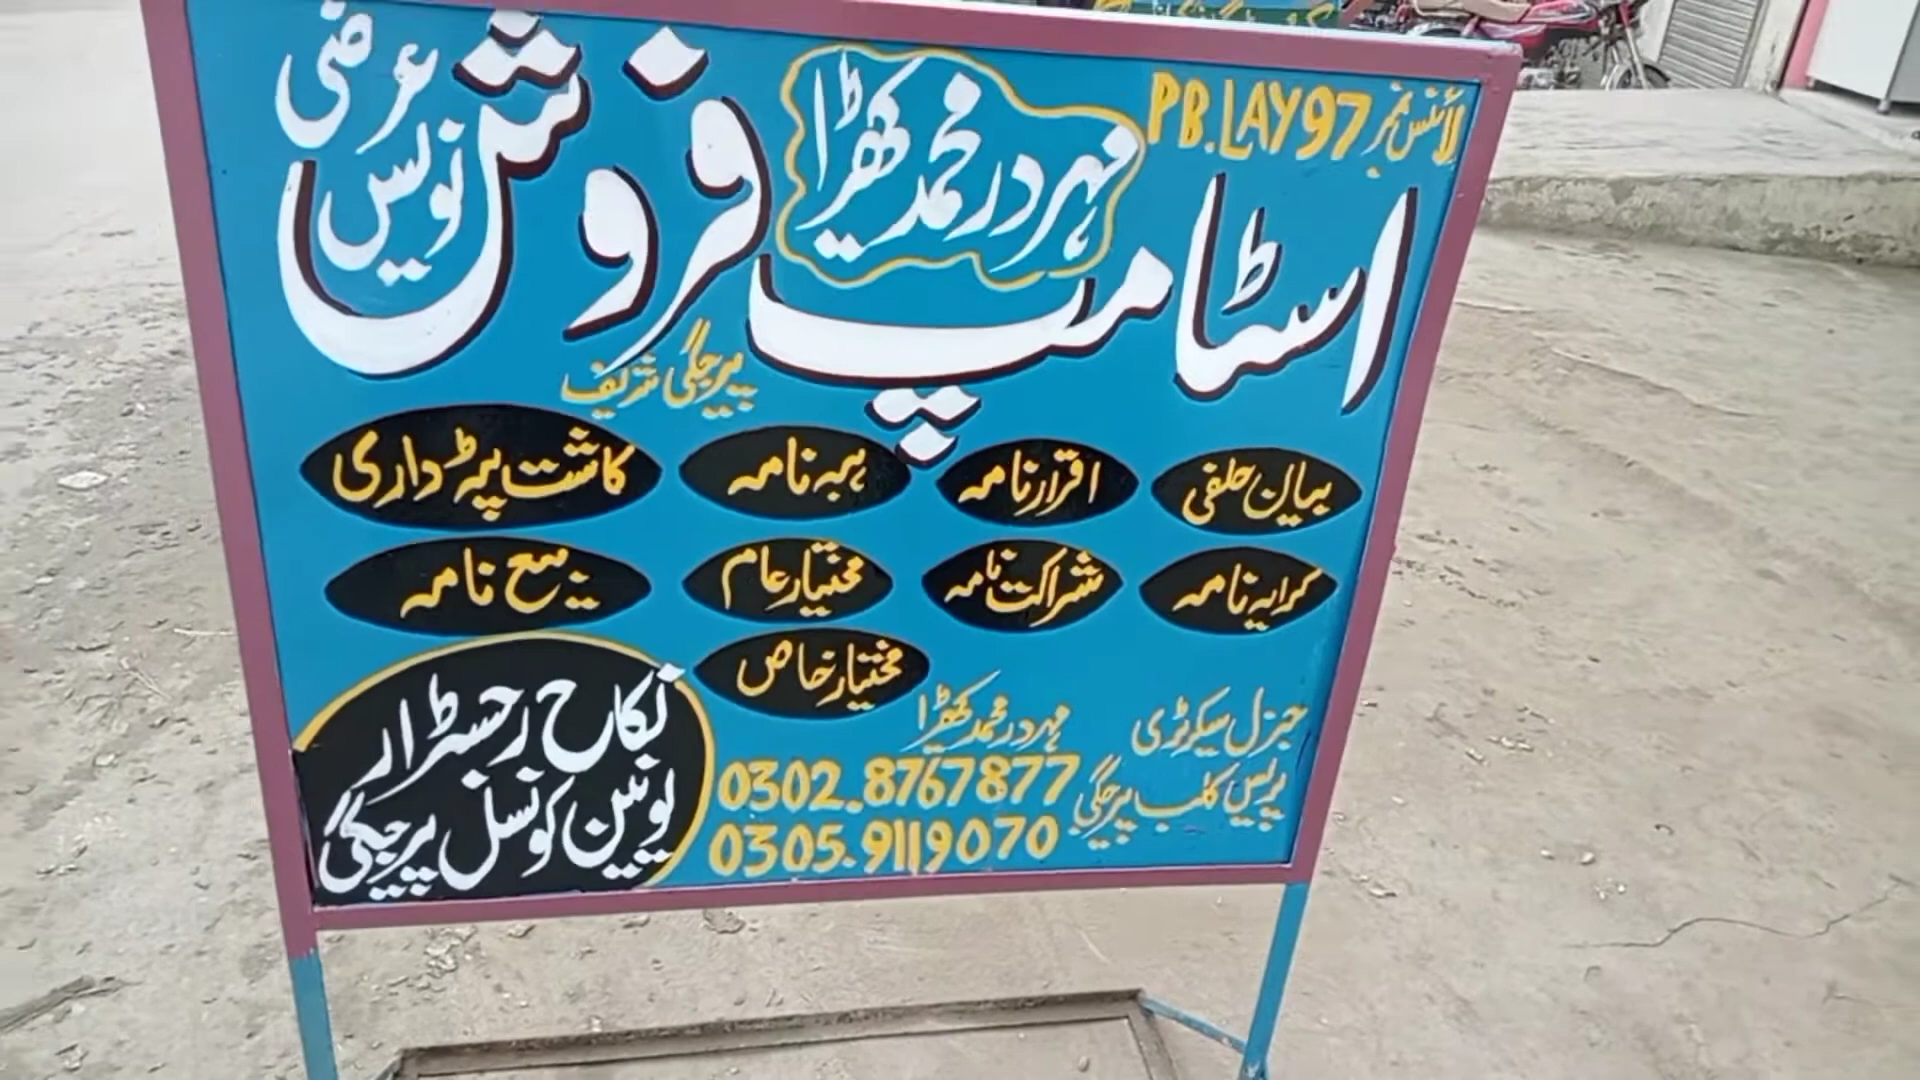 لائسنس نمبر PB.LAY97
مہر در محمد کھڑا
اسٹامپ فروش
عرضی نویس
پیر جگی شریف
بیان حلفی
اقرار نامہ
ہبہ نامہ
کاشت پٹہ داری
کرایہ نامہ
شراکت نامہ
مختیار عام
بیع نامہ
مختیار خاص
جنرل سیکرٹری
پریس کلب پیر جگی
مہر در محمد کھڑا
0302.8767877
0305.9119070
نکاح رجسٹرار
یونین کونسل پیر جگی